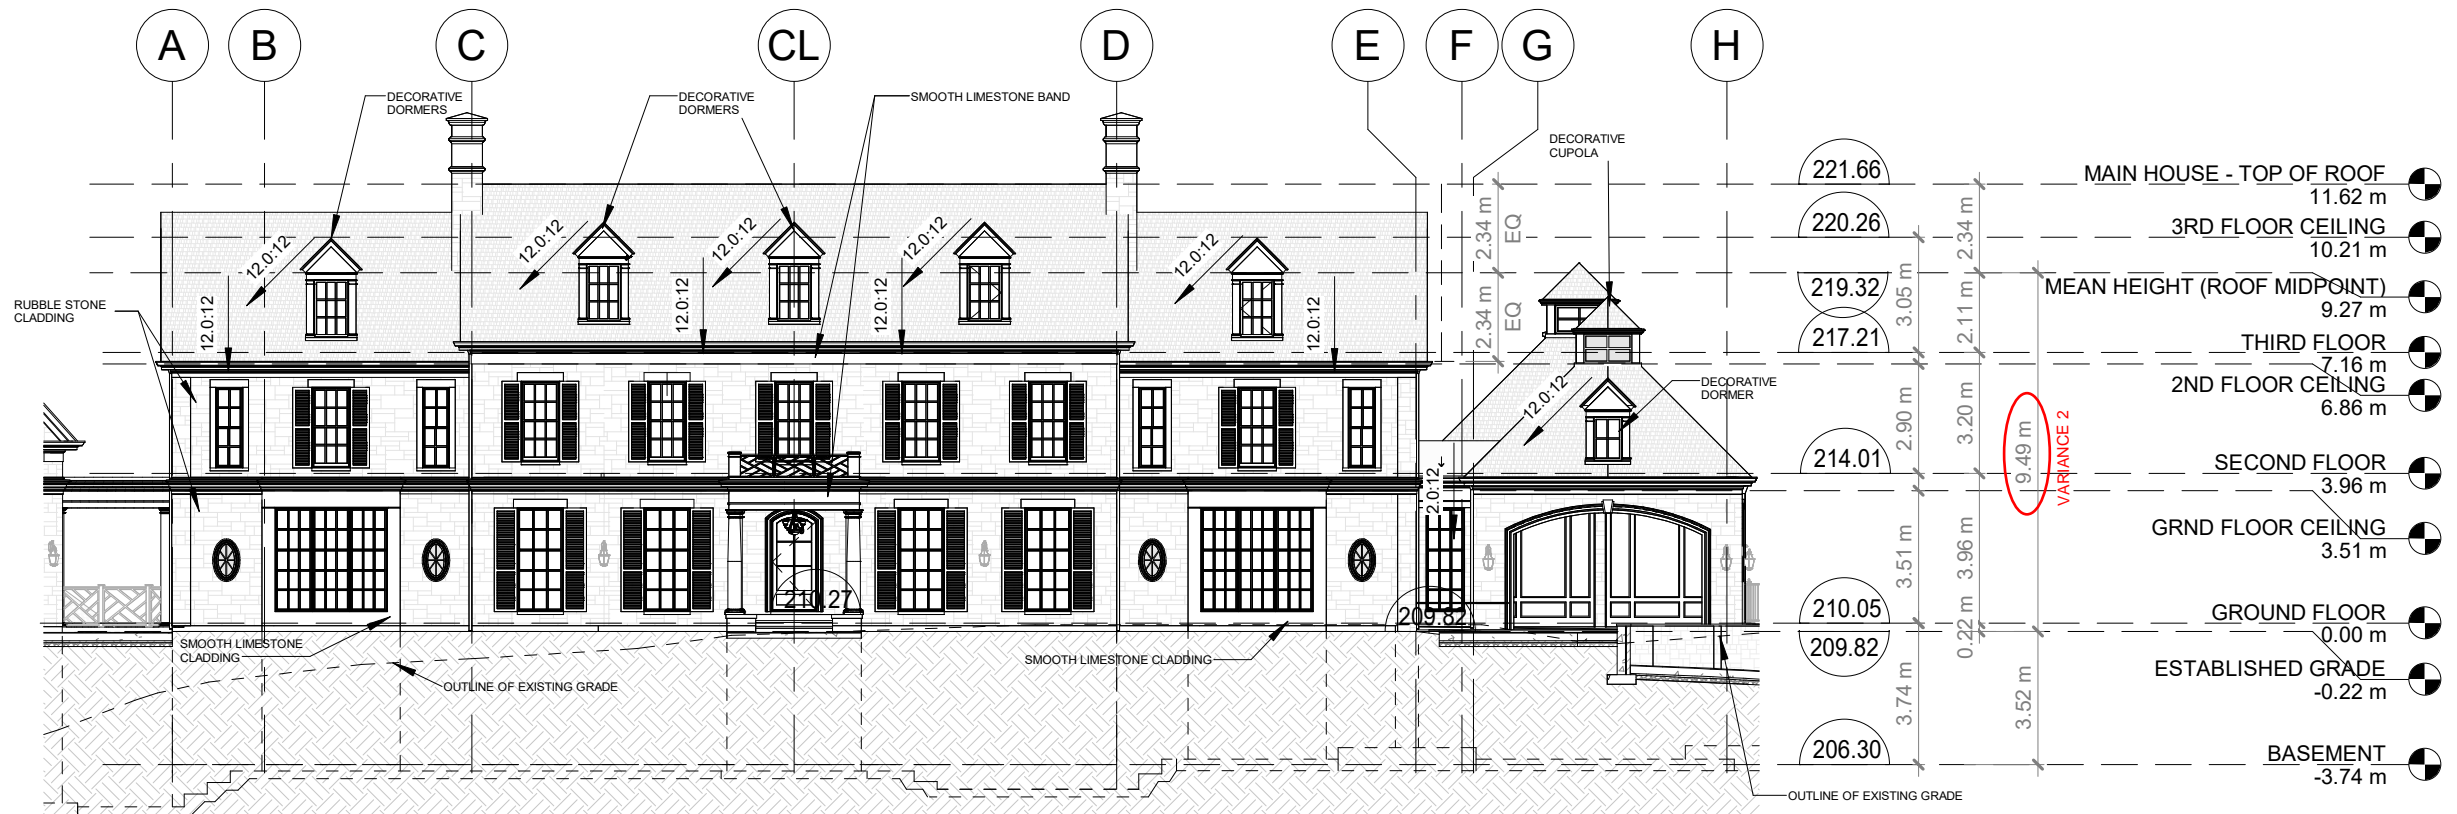 A
B
C
CL
D
E
F
G
H
DECORATIVE
DORMERS
DECORATIVE
DORMERS
SMOOTH LIMESTONE BAND
DECORATIVE
CUPOLA
RUBBLE STONE
CLADDING
12.0:12
12.0:12
12.0:12
12.0:12
12.0:12
12.0:12
12.0:12
12.0:12
12.0:12
12.0:12
DECORATIVE
DORMER
2.0:12
210.27
209.82
SMOOTH LIMESTONE
CLADDING
OUTLINE OF EXISTING GRADE
SMOOTH LIMESTONE CLADDING
OUTLINE OF EXISTING GRADE
2.34 m
EQ
2.34 m
EQ
221.66
220.26
219.32
217.21
214.01
210.05
209.82
206.30
3.05 m
2.90 m
3.51 m
3.74 m
2.34 m
2.11 m
3.20 m
3.96 m
0.22 m
9.49 m
VARIANCE 2
3.52 m
MAIN HOUSE - TOP OF ROOF
11.62 m
3RD FLOOR CEILING
10.21 m
MEAN HEIGHT (ROOF MIDPOINT)
9.27 m
THIRD FLOOR
7.16 m
2ND FLOOR CEILING
6.86 m
SECOND FLOOR
3.96 m
GRND FLOOR CEILING
3.51 m
GROUND FLOOR
0.00 m
ESTABLISHED GRADE
-0.22 m
BASEMENT
-3.74 m